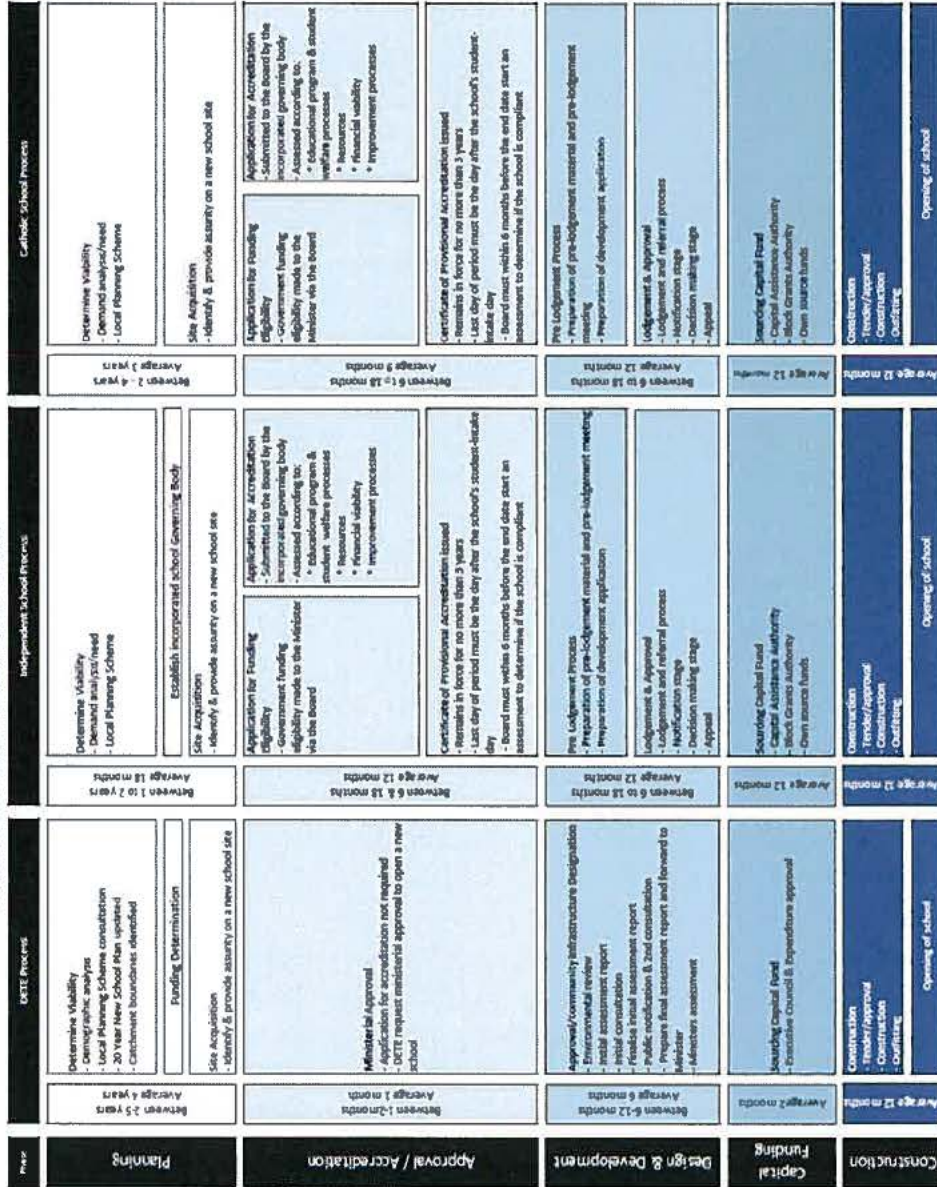 Phase
Planning
Approval / Accreditation
Design & Development
Capital
Funding
Construction
DETE Process
Between 2-5 years
Average 4 years
Determine Viability
- Demographic analysis
- Local Planning Scheme consultation
- 20 Year New School Plan updated
- Catchment boundaries identified
Funding Determination
Site Acquisition
- Identify & provide assurity on a new school site
Between 1-2months
Average 1 month
Ministerial Approval
- Application for accreditation not required
- DETE request ministerial approval to open a new
school
Between 6-12 months
Average 6 months
Approval/community Infrastructure Designation
- Environmental review
- Instal assessment report
- Initial consultation
- Finalise initial assessment report
- Public notification & 2nd consultation
- Prepare final assessment report and forward to
Minister
- Ministers assessment
Average 2 months
Sourcing Capital Fund
- Executive Council & Expenditure approval
Average 12 months
Construction
- Tender/approval
- Construction
- Outfitting
Opening of school
Independent School Process
Between 1 to 2 years
Average 18 months
Determine Viability
- Demand analysis/need
- Local Planning Scheme
Establish incorporated school Governing Body
Site Acquisition
- Identify & provide assurity on a new school site
Between 6 & 18 months
Average 12 months
Application for Funding
Eligibility
- Government funding
eligibility made to the Minister
via the Board
Application for Accreditation
- Submitted to the Board by the
incorporated governing body
- Assessed according to:
* Educational program &
student welfare processes
* Resources
* Financial viability
* Improvement processes
Certificate of Provisional Accreditation issued
- Remains in force for no more than 3 years
- Last day of period must be the day after the school's student-intake
day
- Board must within 6 months before the end date start an
assessment to determine if the school is compliant
Between 6 to 18 months
Average 12 months
Pre Lodgment Process
- Preparation of pre-lodgement material and pre-lodgement meeting
- Preparation of development application
Lodgement & Approval
- Lodgement and referral process
- Notification stage
- Decision making stage
- Appeal
Average 12 months
Sourcing Capital Fund
- Capital Assistance Authority
- Block Grants Authority
- Own source funds
Average 12 months
Construction
- Tender/approval
- Construction
- Outfitting
Opening of school
Catholic School Process
Between 2 - 4 years
Average 3 years
Determine Viability
- Demand analysis/need
- Local Planning Scheme
Site Acquisition
- Identify & provide assurity on a new school site
Between 6 to 18 months
Average 9 months
Application for Funding
Eligibility
- Government funding
eligibility made to the
Minister via the Board
Application for Accreditation
- Submitted to the Board by the
incorporated governing body
- Assessed according to:
* Educational program & student
welfare processes
* Resources
* Financial viability
* Improvement processes
Certificate of Provisional Accreditation issued
- Remains in force for no more than 3 years
- Last day of period must be the day after the school's student-
intake day
- Board must within 6 months before the end date start an
assessment to determine if the school is compliant
Between 6 to 18 months
Average 12 months
Pre Lodgment Process
- Preparation of pre-lodgement material and pre-lodgement
meeting
- Preparation of development application
Lodgement & Approval
- Lodgement and referral process
- Notification stage
- Decision making stage
- Appeal
Average 12 months
Sourcing Capital Fund
- Capital Assistance Authority
- Block Grants Authority
- Own source funds
Average 12 months
Construction
- Tender/approval
- Construction
- Outfitting
Opening of school